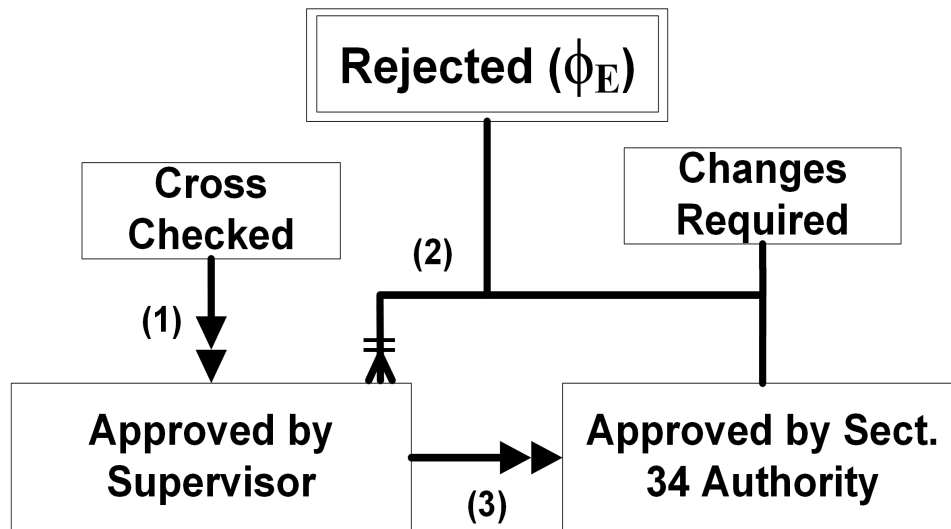 Rejected (ϕE)
Cross
Checked
Changes
Required
(2)
(1)
Approved by
Supervisor
(3)
Approved by Sect.
34 Authority